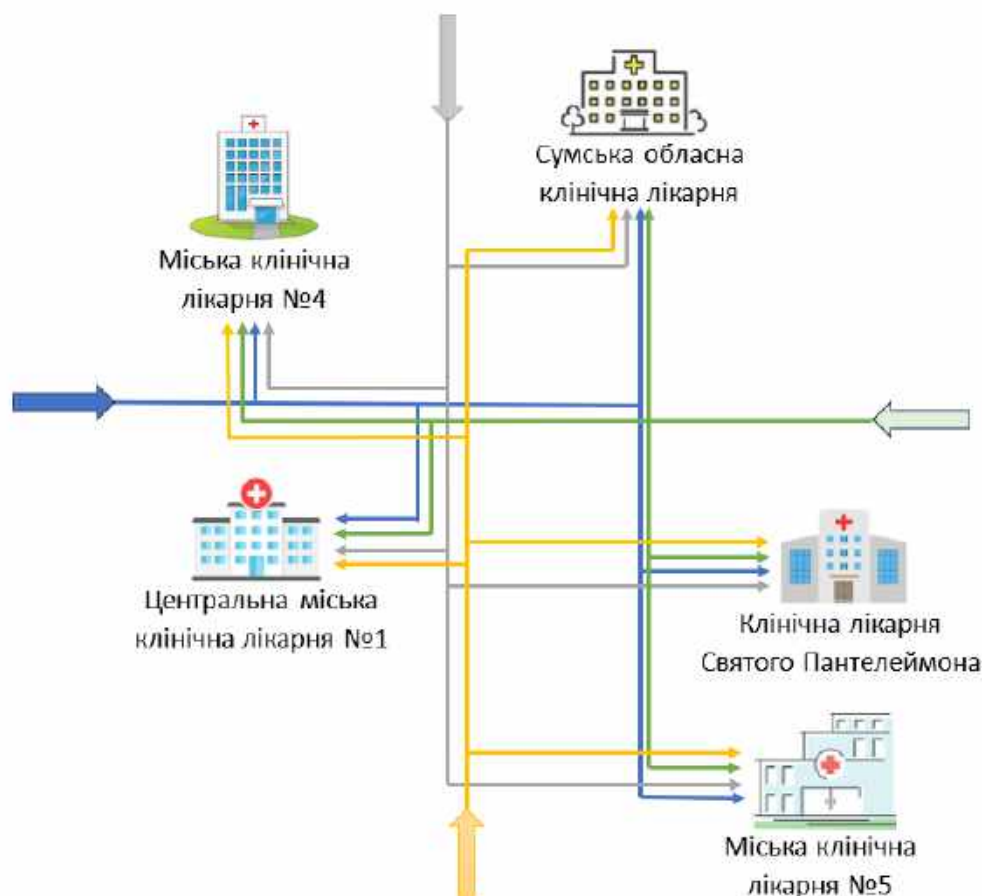 Сумська обласна
клінічна лікарня
Міська клінічна
лікарня №4
Центральна міська
клінічна лікарня №1
Клінічна лікарня
Святого Пантелеймона
Міська клінічна
лікарня №5